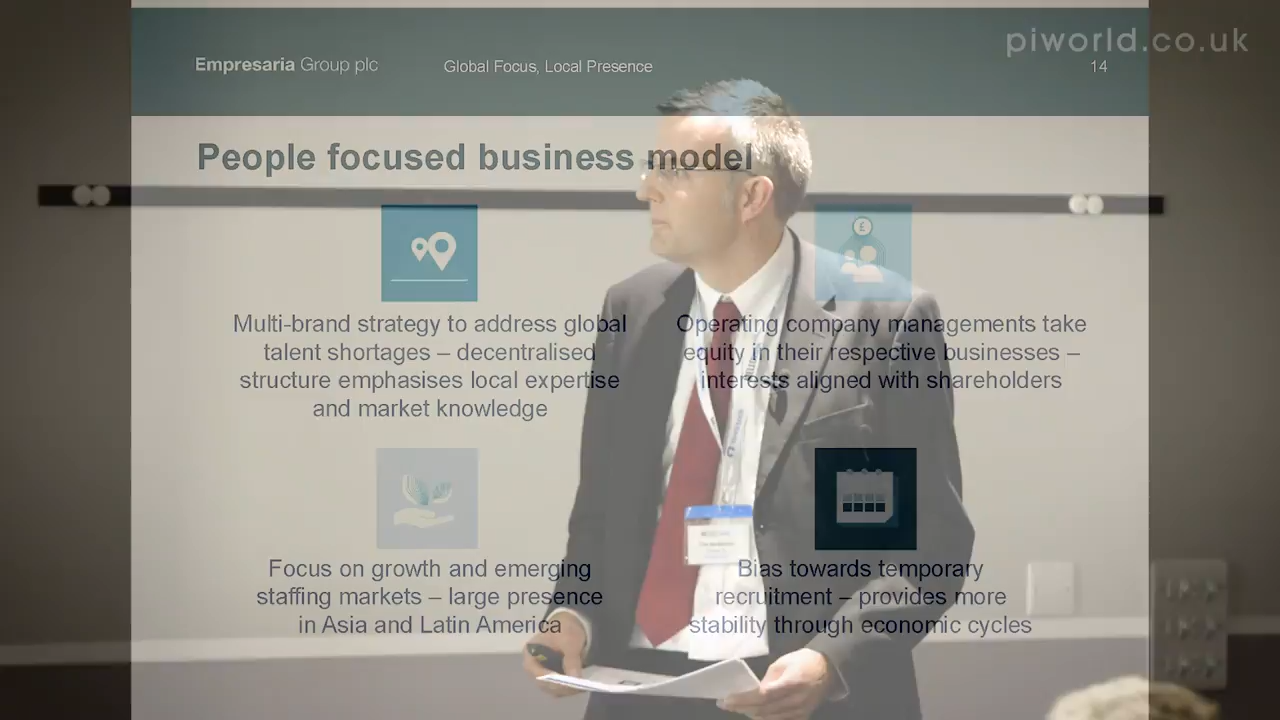 piworld.co.uk
Empresaria Group plc
Global Focus, Local Presence
14
People focused business model
£
Multi-brand strategy to address global
talent shortages – decentralised
structure emphasises local expertise
and market knowledge
Operating company managements take
equity in their respective businesses –
interests aligned with shareholders
Focus on growth and emerging
staffing markets – large presence
in Asia and Latin America
Bias towards temporary
recruitment – provides more
stability through economic cycles